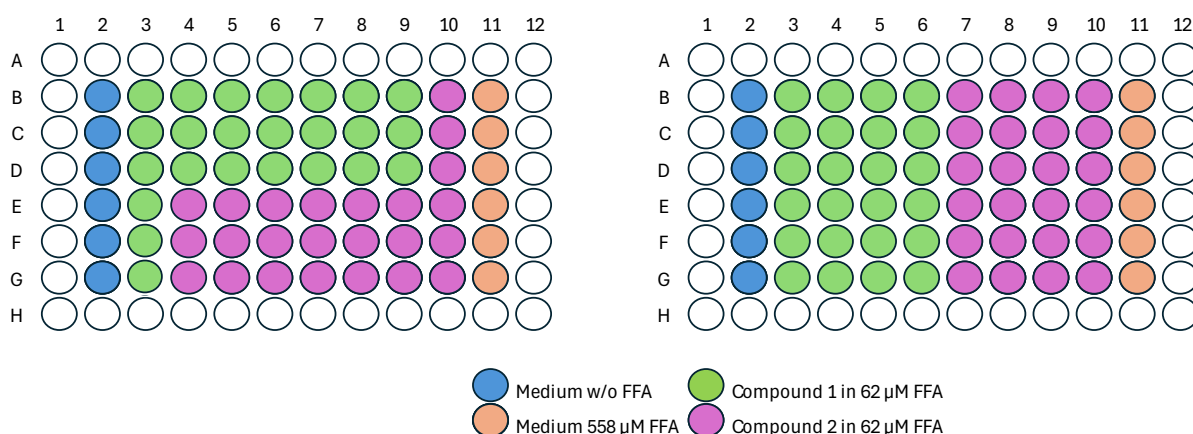 1 2 3 4 5 6 7 8 9 10 11 12 1 2 3 4 5 6 7 8 9 10 11 12
A A
B B
C C
D D
E E
F F
G G
H H
Medium w/o FFA Compound 1 in 62 µM FFA
Medium 558 µM FFA Compound 2 in 62 µM FFA